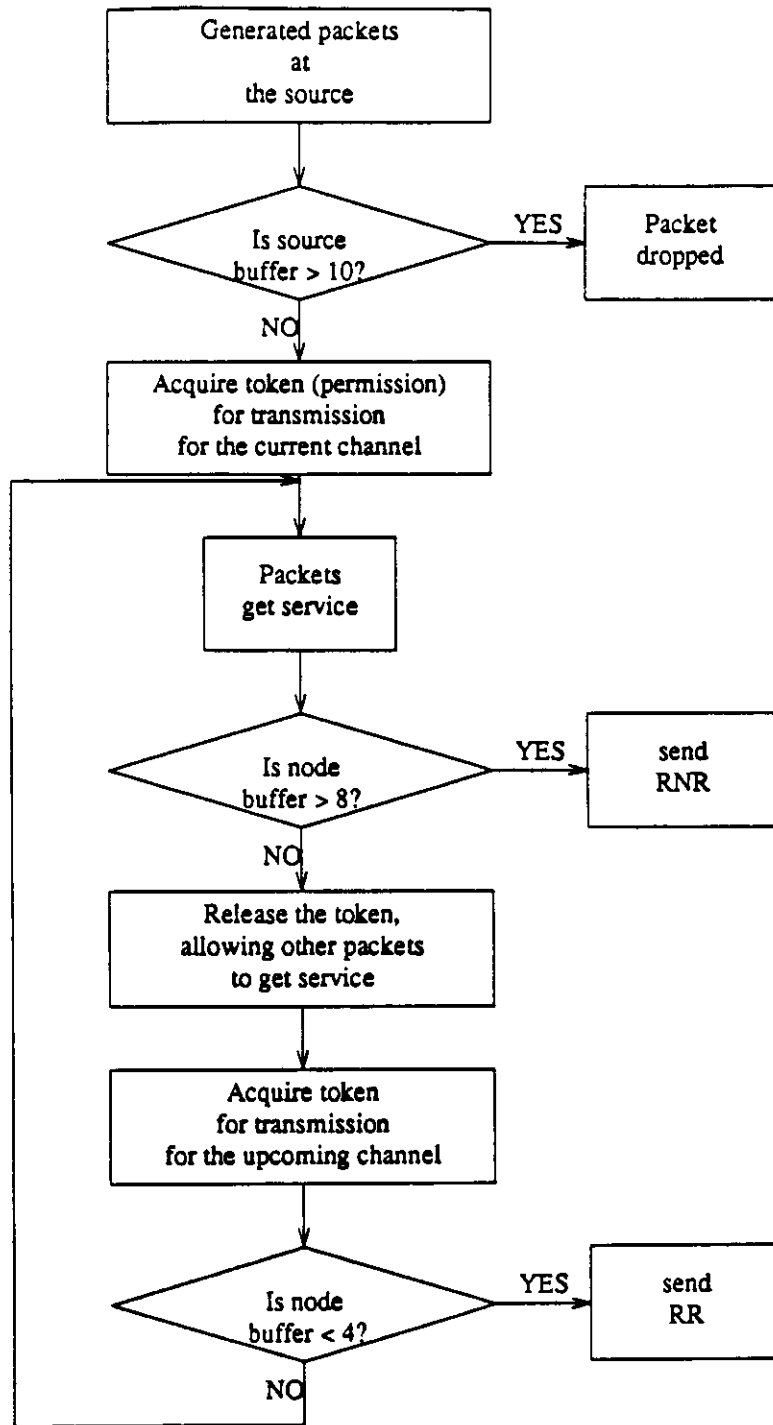 Generated packets
at
the source
Is source
buffer > 10?
YES
Packet
dropped
NO
Acquire token (permission)
for transmission
for the current channel
Packets
get service
Is node
buffer > 8?
YES
send
RNR
NO
Release the token,
allowing other packets
to get service
Acquire token
for transmission
for the upcoming channel
Is node
buffer < 4?
YES
send
RR
NO